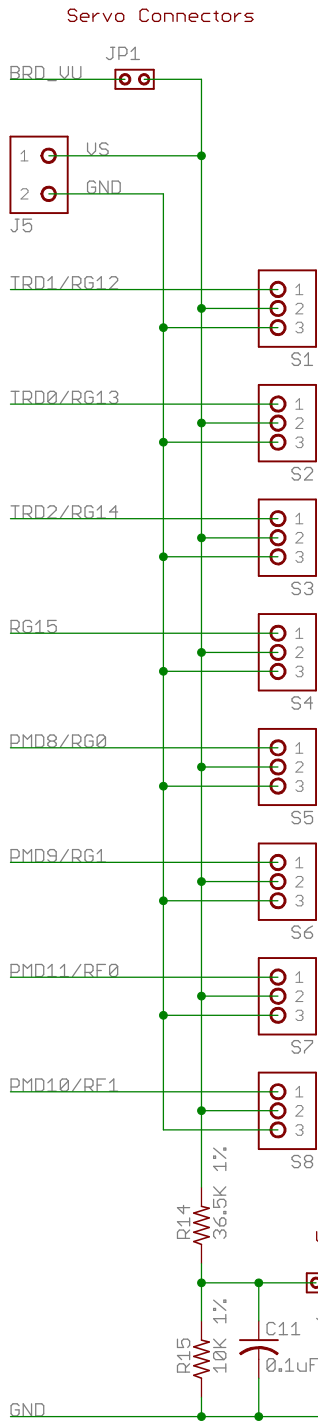 Servo Connectors
JP1
BRD_VU
1 VS
2 GND
J5
TRD1/RG12
1
2
3
S1
TRD0/RG13
1
2
3
S2
TRD2/RG14
1
2
3
S3
RG15
1
2
3
S4
PMD8/RG0
1
2
3
S5
PMD9/RG1
1
2
3
S6
PMD11/RF0
1
2
3
S7
PMD10/RF1
1
2
3
S8
R14
36.5K 1%
R15
10K 1%
C11
0.1uF
GND